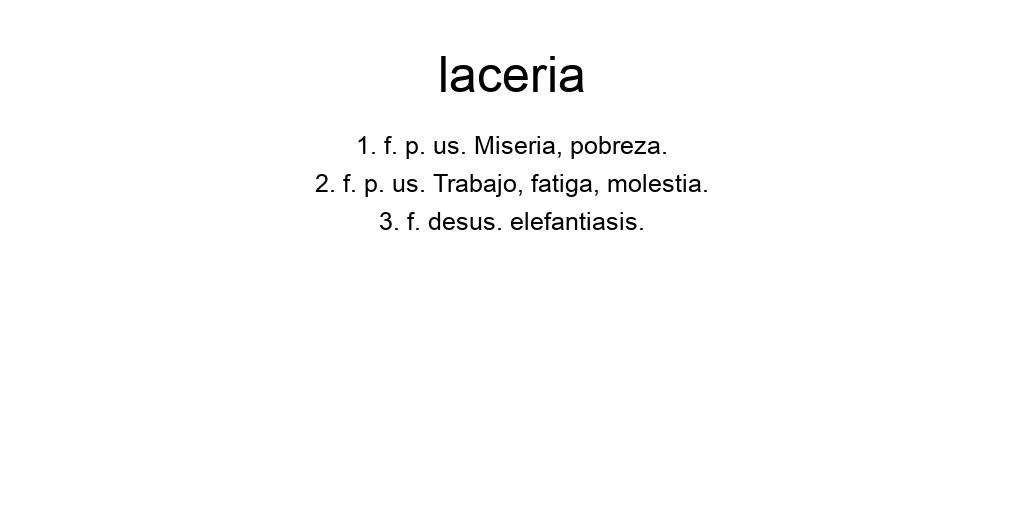 laceria
1. f. p. us. Miseria, pobreza.
2. f. p. us. Trabajo, fatiga, molestia.
3. f. desus. elefantiasis.